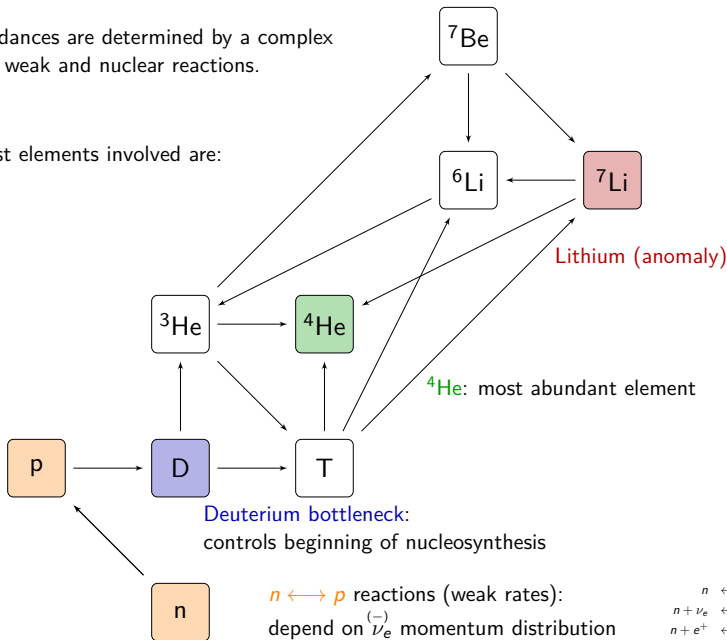 dances are determined by a complex
weak and nuclear reactions.
st elements involved are:
⁷Be
⁶Li
⁷Li
Lithium (anomaly)
³He
⁴He
⁴He: most abundant element
p
D
T
Deuterium bottleneck:
controls beginning of nucleosynthesis
n
n ⟷ p reactions (weak rates):
depend on ν⁽⁻⁾ₑ momentum distribution
n ←
n + νₑ ←
n + e⁺ ←